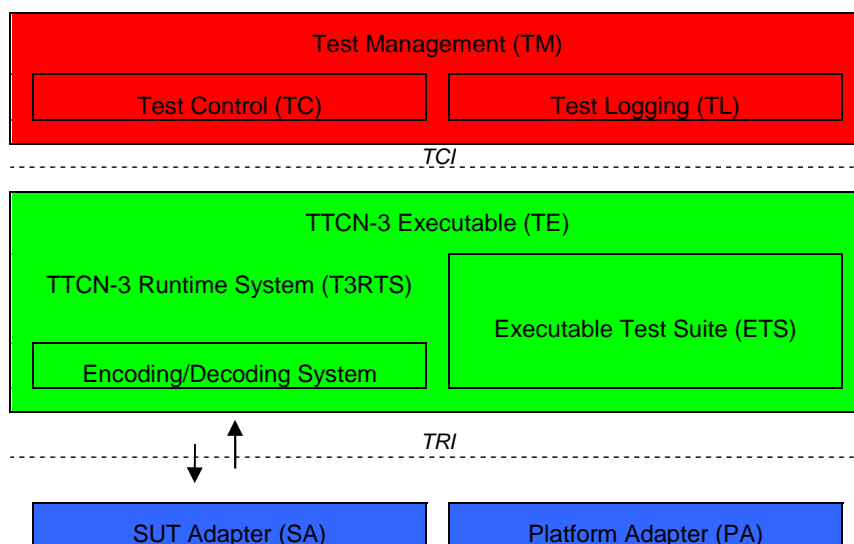 Test Management (TM)
Test Control (TC)
Test Logging (TL)
TCI
TTCN-3 Executable (TE)
TTCN-3 Runtime System (T3RTS)
Executable Test Suite (ETS)
Encoding/Decoding System
TRI
SUT Adapter (SA)
Platform Adapter (PA)